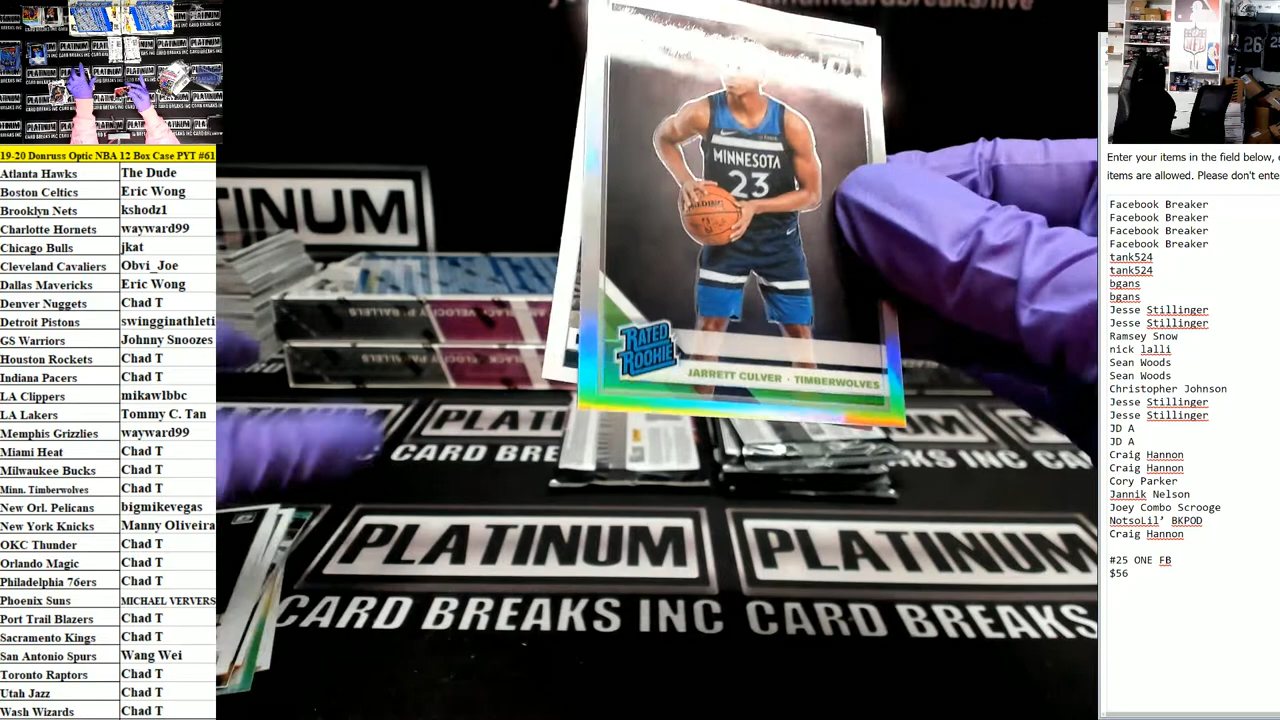 19-20 Donruss Optic NBA 12 Box Case PYT #61
Atlanta Hawks The Dude
Boston Celtics Eric Wong
Brooklyn Nets kshodz1
Charlotte Hornets wayward99
Chicago Bulls jkat
Cleveland Cavaliers Obvi_Joe
Dallas Mavericks Eric Wong
Denver Nuggets Chad T
Detroit Pistons swingginathleti
GS Warriors Johnny Snoozes
Houston Rockets Chad T
Indiana Pacers Chad T
LA Clippers mikawlbbc
LA Lakers Tommy C. Tan
Memphis Grizzlies wayward99
Miami Heat Chad T
Milwaukee Bucks Chad T
Minn. Timberwolves Chad T
New Orl. Pelicans bigmikevegas
New York Knicks Manny Oliveira
OKC Thunder Chad T
Orlando Magic Chad T
Philadelphia 76ers Chad T
Phoenix Suns MICHAEL VERVERS
Port Trail Blazers Chad T
Sacramento Kings Chad T
San Antonio Spurs Wang Wei
Toronto Raptors Chad T
Utah Jazz Chad T
Wash Wizards Chad T
MINNESOTA
23
RATED
ROOKIE
JARRETT CULVER · TIMBERWOLVES
PLATINUM PLATINUM
CARD BREAKS INC CARD BREAKS
Enter your items in the field below,
items are allowed. Please don't ente
Facebook Breaker
Facebook Breaker
Facebook Breaker
Facebook Breaker
tank524
tank524
bgans
bgans
Jesse Stillinger
Jesse Stillinger
Ramsey Snow
nick lalli
Sean Woods
Sean Woods
Christopher Johnson
Jesse Stillinger
Jesse Stillinger
JD A
JD A
Craig Hannon
Craig Hannon
Cory Parker
Jannik Nelson
Joey Combo Scrooge
NotsoLil' BKPOD
Craig Hannon
#25 ONE FB
$56